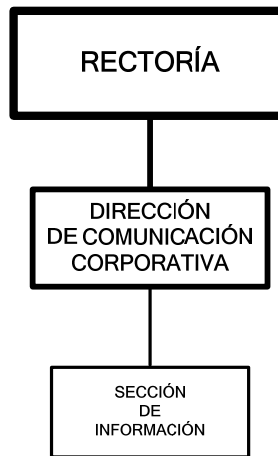 RECTORÍA
DIRECCIÓN
DE COMUNICACIÓN
CORPORATIVA
SECCIÓN
DE
INFORMACIÓN